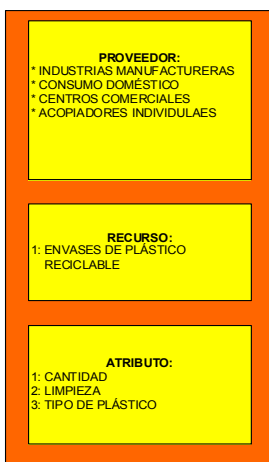 PROVEEDOR:
* INDUSTRIAS MANUFACTURERAS
* CONSUMO DOMÉSTICO
* CENTROS COMERCIALES
* ACOPIADORES INDIVIDULAES
RECURSO:
1: ENVASES DE PLÁSTICO
RECICLABLE
ATRIBUTO:
1: CANTIDAD
2: LIMPIEZA
3: TIPO DE PLÁSTICO